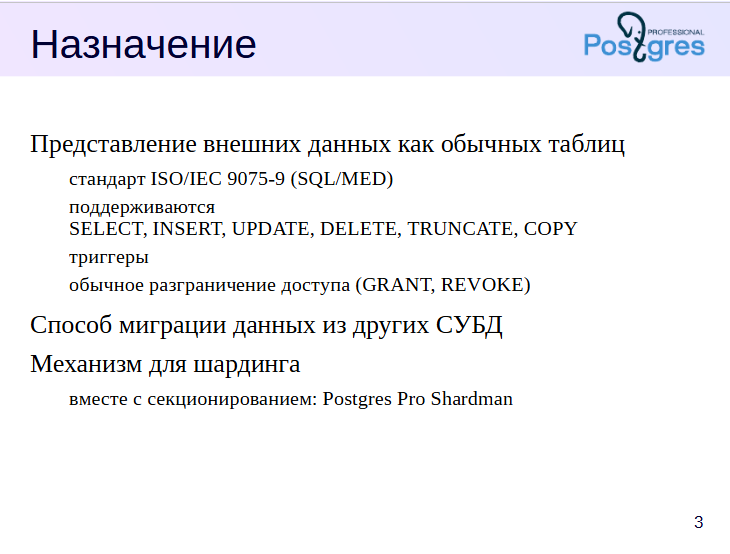 Назначение
PROFESSIONAL
Postgres
Представление внешних данных как обычных таблиц
стандарт ISO/IEC 9075-9 (SQL/MED)
поддерживаются
SELECT, INSERT, UPDATE, DELETE, TRUNCATE, COPY
триггеры
обычное разграничение доступа (GRANT, REVOKE)
Способ миграции данных из других СУБД
Механизм для шардинга
вместе с секционированием: Postgres Pro Shardman
3